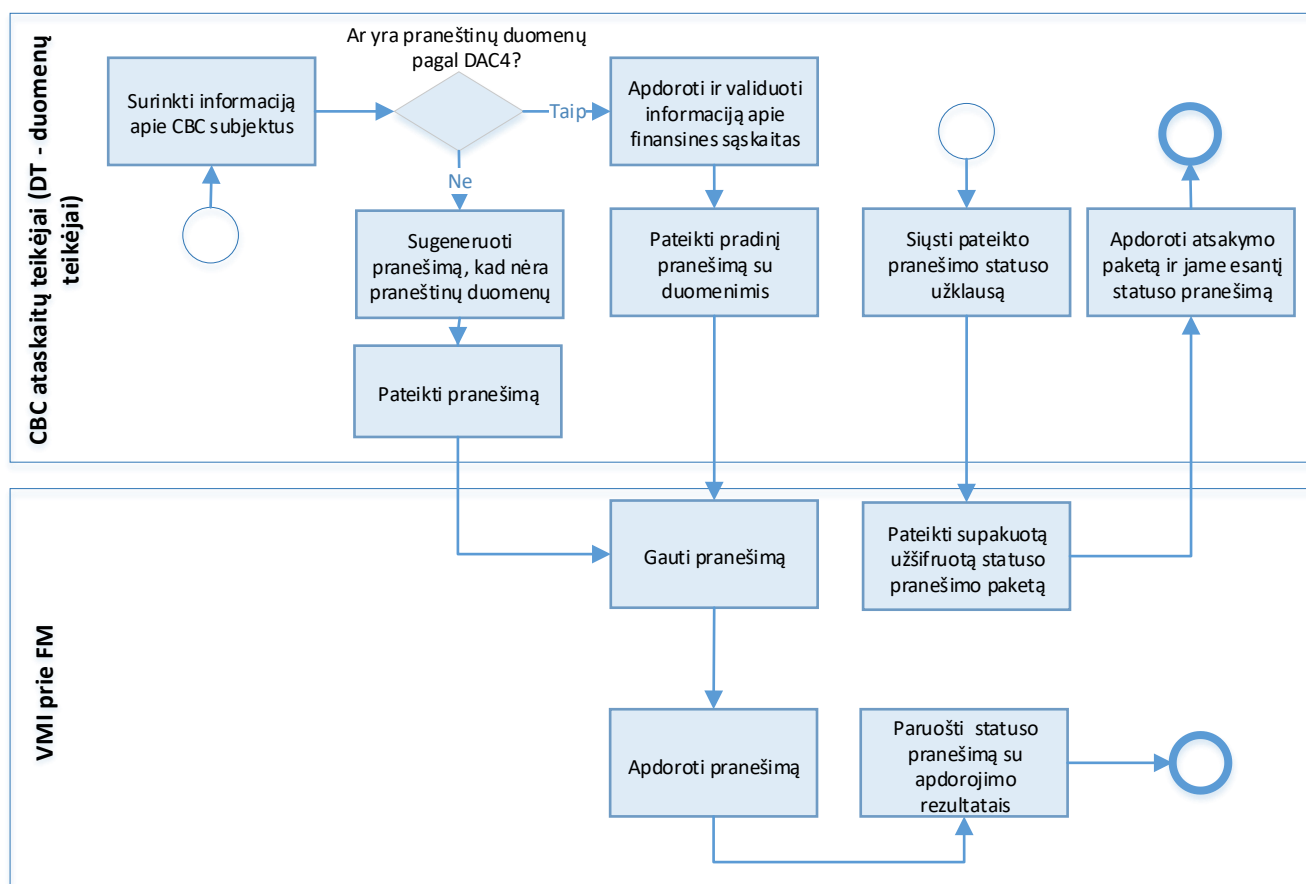 CBC ataskaitų teikėjai (DT - duomenų
teikėjai)
Ar yra praneštinų duomenų
pagal DAC4?
Surinkti informaciją
apie CBC subjektus
Taip
Apdoroti ir validuoti
informaciją apie
finansines sąskaitas
Ne
Sugeneruoti
pranešimą, kad nėra
praneštinų duomenų
Pateikti pradinį
pranešimą su
duomenimis
Siųsti pateikto
pranešimo statuso
užklausą
Apdoroti atsakymo
paketą ir jame esantį
statuso pranešimą
Pateikti pranešimą
VMI prie FM
Gauti pranešimą
Pateikti supakuotą
užšifruotą statuso
pranešimo paketą
Apdoroti pranešimą
Paruošti  statuso
pranešimą su
apdorojimo
rezultatais